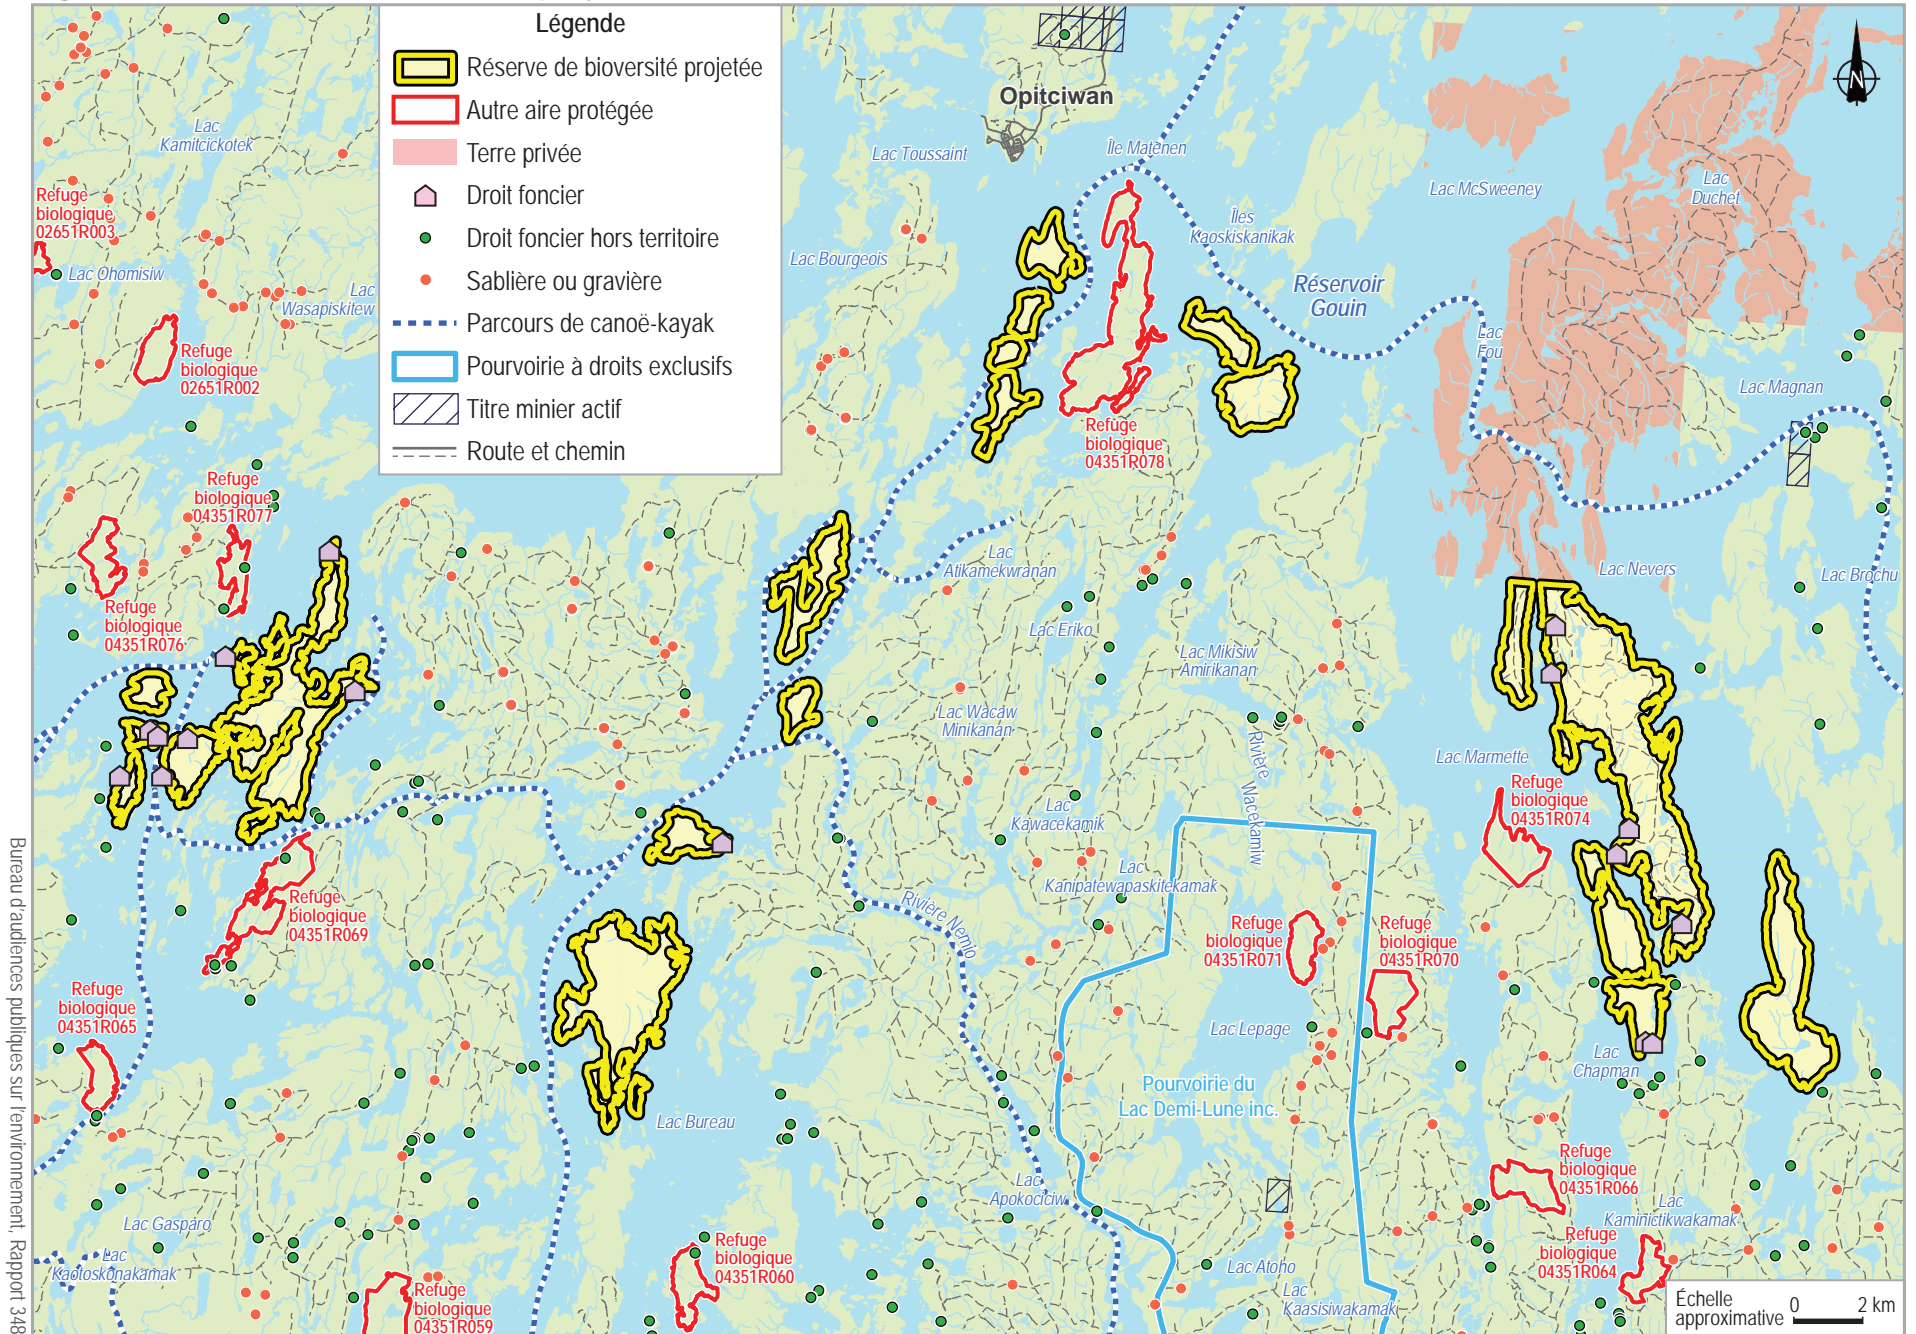 Légende
Réserve de bioversité projetée
Autre aire protégée
Terre privée
Droit foncier
Droit foncier hors territoire
Sablière ou gravière
Parcours de canoë-kayak
Pourvoirie à droits exclusifs
Titre minier actif
Route et chemin
Opitciwan
N
Lac
Kamitcickotek
Lac Toussaint
Île Matenen
Lac McSweeney
Lac
Duchet
Refuge
biologique
02651R003
Lac Ohomisiw
Lac
Wasapiskitew
Lac Bourgeois
Îles
Kaoskiskanikak
Réservoir
Gouin
Lac
Fou
Refuge
biologique
02651R002
Lac Magnan
Refuge
biologique
04351R078
Refuge
biologique
04351R077
Lac
Atikamekwranan
Lac Nevers
Lac Brochu
Refuge
biologique
04351R076
Lac Eriko
Lac Mikisiw
Amirikanan
Lac Wacaw
Minikanan
Rivière Wacekamiw
Lac Marmette
Refuge
biologique
04351R074
Lac
Kawacekamik
Lac
Kanipatewapaskitekamak
Refuge
biologique
04351R069
Rivière Nemio
Refuge
biologique
04351R071
Refuge
biologique
04351R070
Refuge
biologique
04351R065
Lac Lepage
Lac
Chapman
Pourvoirie du
Lac Demi-Lune inc.
Lac Bureau
Refuge
biologique
04351R066
Lac
Apokociciw
Lac
Kaminictikwakamak
Lac Gasparo
Lac
Kaotoskonakamak
Refuge
biologique
04351R060
Refuge
biologique
04351R064
Lac Atoho
Lac
Kaasisiwakamak
Refuge
biologique
04351R059
Échelle
approximative
0 2 km
Bureau d'audiences publiques sur l'environnement, Rapport 348